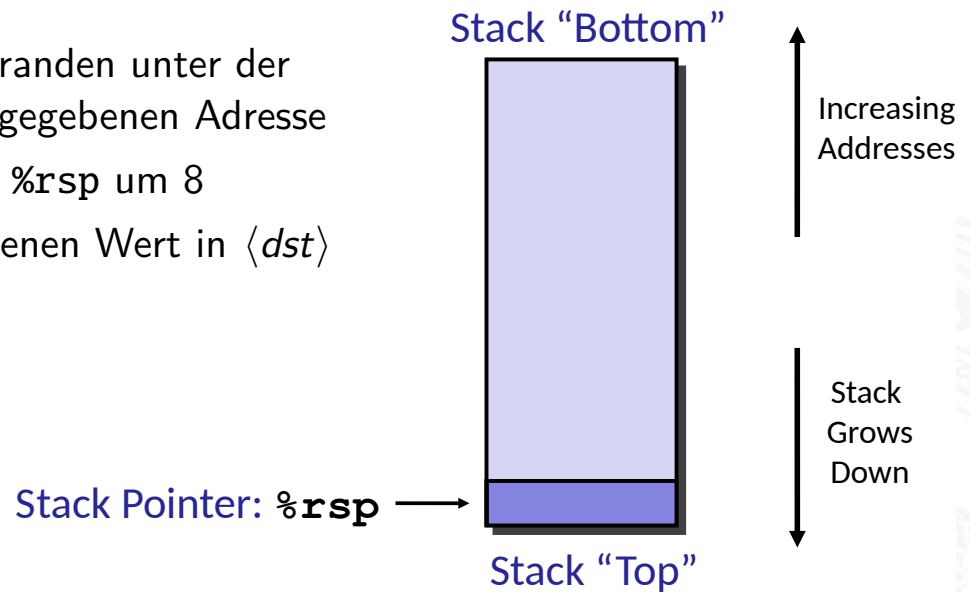 randen unter der
gegebenen Adresse
%rsp um 8
enen Wert in ⟨dst⟩
Stack “Bottom”
Increasing
Addresses
Stack
Grows
Down
Stack Pointer: %rsp
Stack “Top”